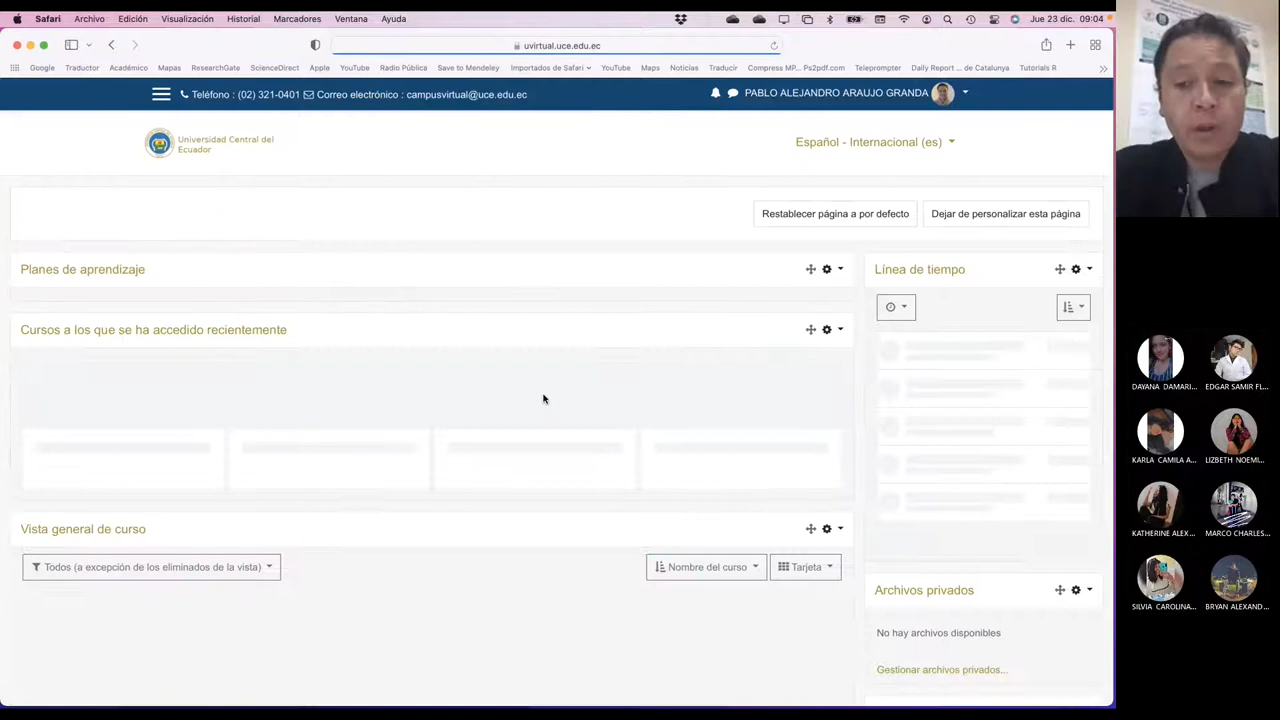 Safari Archivo Edición Visualización Historial Marcadores Ventana Ayuda Jue 23 dic. 09:04
uvirtual.uce.edu.ec
Google Traductor Académico Mapas ResearchGate ScienceDirect Apple YouTube Radio Pública Save to Mendeley Importados de Safari YouTube Maps Noticias Traducir Compress MP... Ps2pdf.com Teleprompter Daily Report ... de Catalunya Tutorials R
Teléfono : (02) 321-0401 Correo electrónico : campusvirtual@uce.edu.ec PABLO ALEJANDRO ARAUJO GRANDA
Universidad Central del
Ecuador
Español - Internacional (es)
Restablecer página a por defecto Dejar de personalizar esta página
Planes de aprendizaje
Línea de tiempo
Cursos a los que se ha accedido recientemente
Vista general de curso
Todos (a excepción de los eliminados de la vista) Nombre del curso Tarjeta
Archivos privados
No hay archivos disponibles
Gestionar archivos privados...
DAYANA DAMARI... EDGAR SAMIR FL...
KARLA CAMILA A... LIZBETH NOEMI...
KATHERINE ALEX... MARCO CHARLES...
SILVIA CAROLINA... BRYAN ALEXAND...